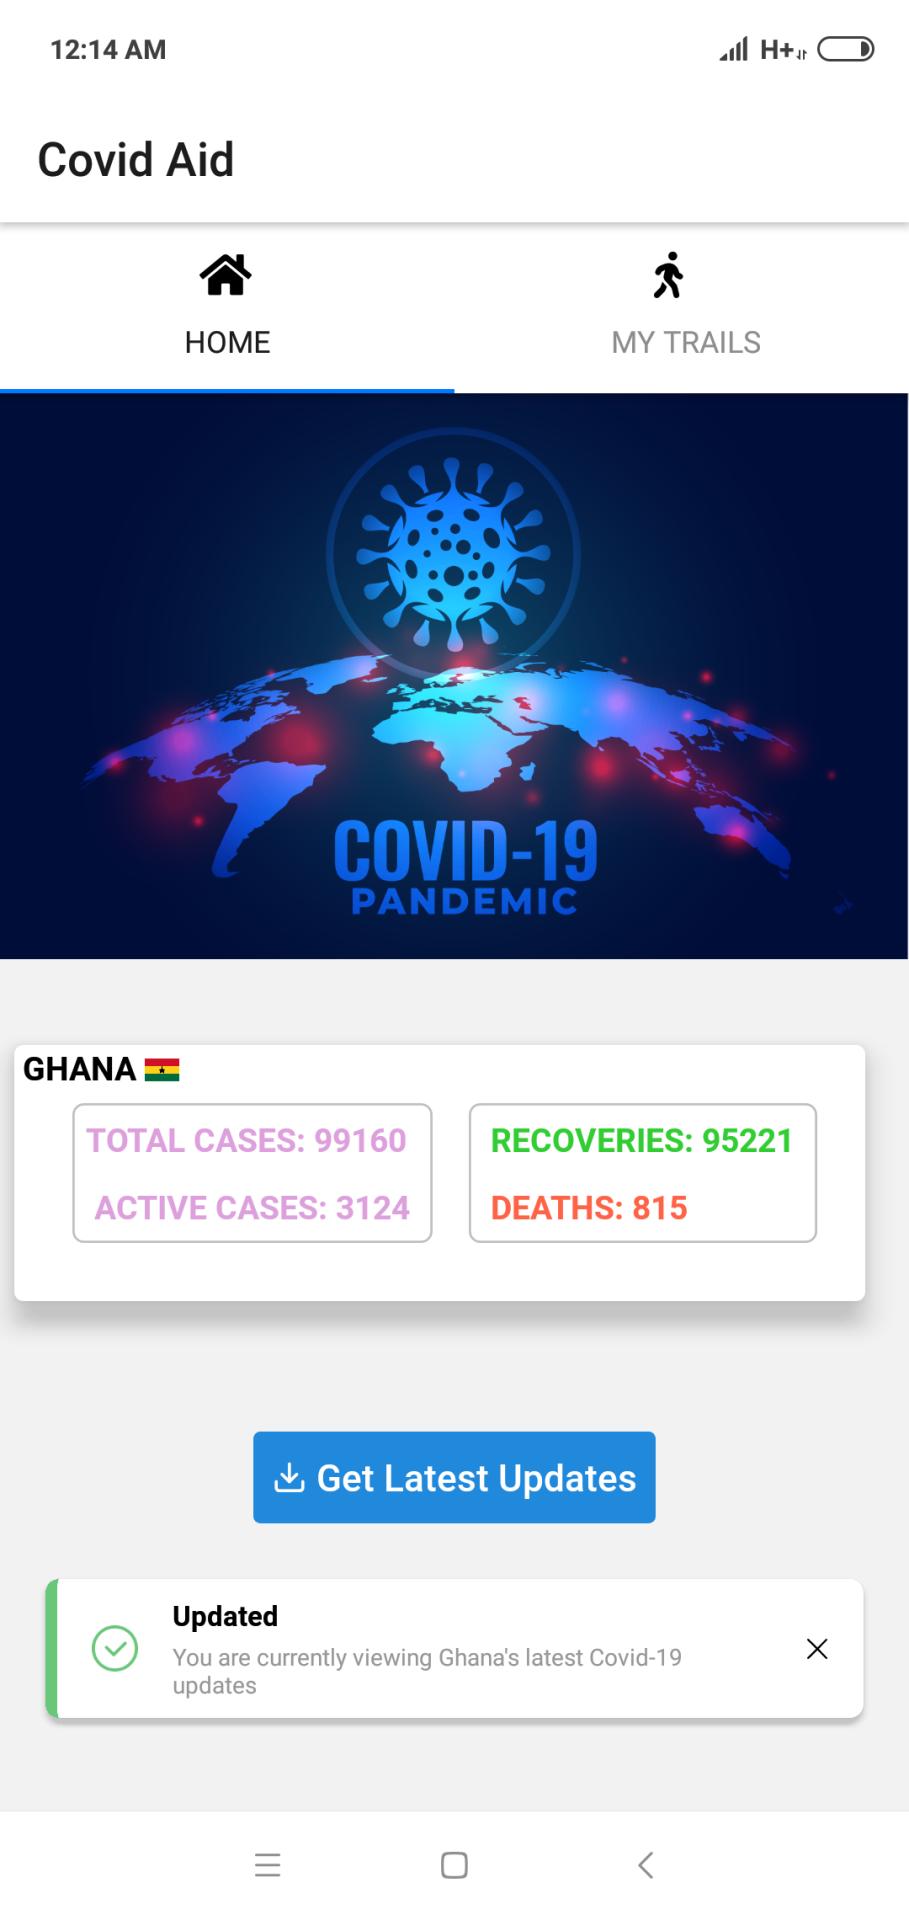 12:14 AM
H+
Covid Aid
HOME
MY TRAILS
COVID-19
PANDEMIC
GHANA
TOTAL CASES: 99160
ACTIVE CASES: 3124
RECOVERIES: 95221
DEATHS: 815
Get Latest Updates
Updated
You are currently viewing Ghana's latest Covid-19
updates